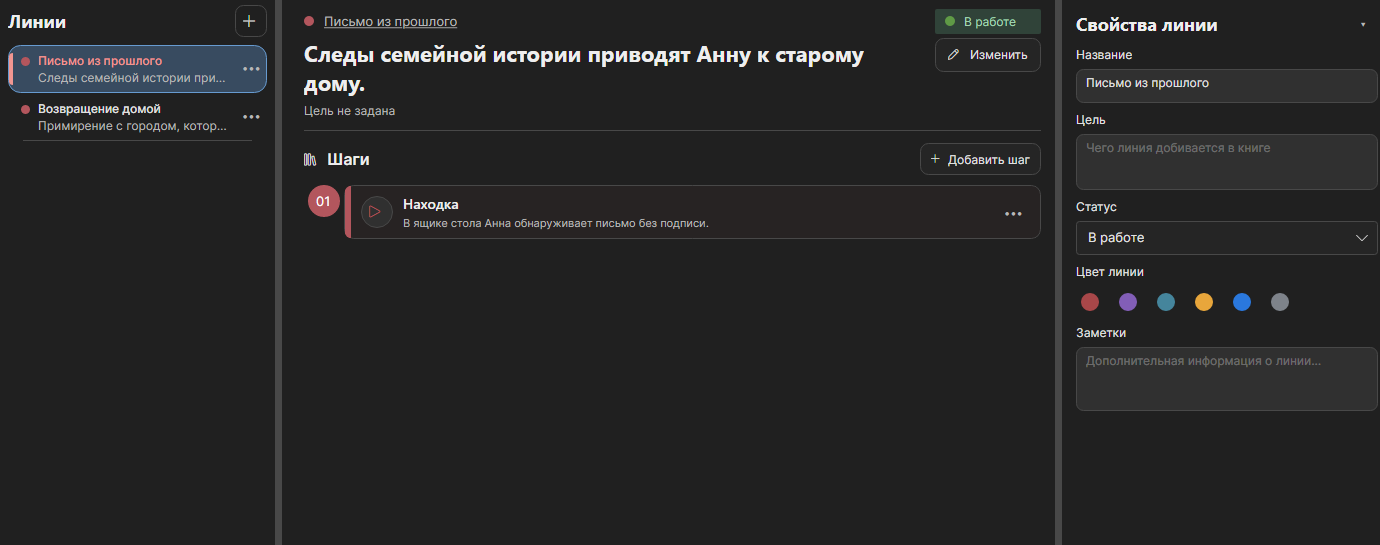 Линии
Письмо из прошлого
Следы семейной истории при...
Возвращение домой
Примирение с городом, котор...
Письмо из прошлого
В работе
Следы семейной истории приводят Анну к старому
дому.
Изменить
Цель не задана
Шаги
+ Добавить шаг
01
Находка
В ящике стола Анна обнаруживает письмо без подписи.
Свойства линии
Название
Письмо из прошлого
Цель
Чего линия добивается в книге
Статус
В работе
Цвет линии
Заметки
Дополнительная информация о линии...